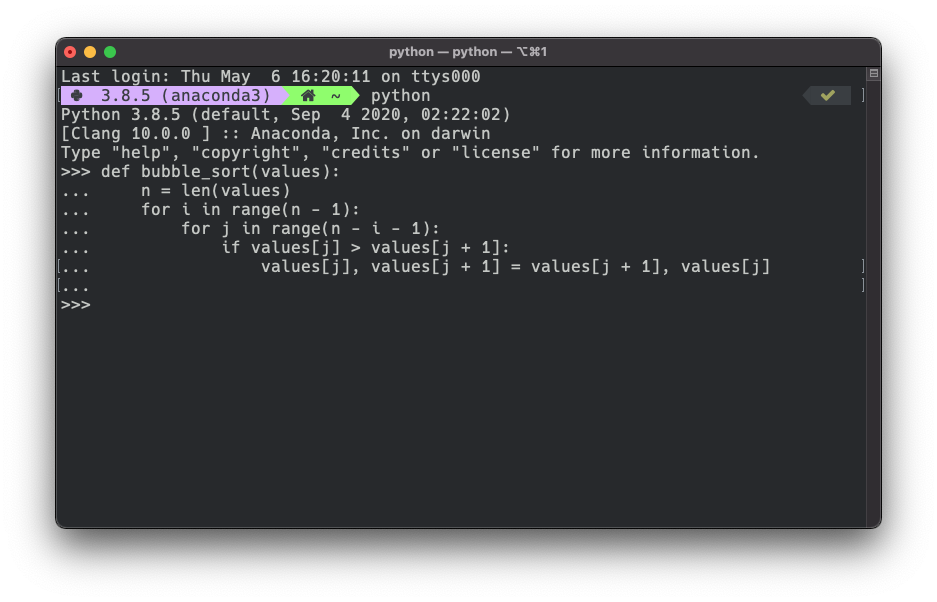 python — python — ⌥⌘1
Last login: Thu May  6 16:20:11 on ttys000
3.8.5 (anaconda3) ~ python
Python 3.8.5 (default, Sep  4 2020, 02:22:02)
[Clang 10.0.0 ] :: Anaconda, Inc. on darwin
Type "help", "copyright", "credits" or "license" for more information.
>>> def bubble_sort(values):
...     n = len(values)
...     for i in range(n - 1):
...         for j in range(n - i - 1):
...             if values[j] > values[j + 1]:
[...                 values[j], values[j + 1] = values[j + 1], values[j] ]
[... ]
>>>